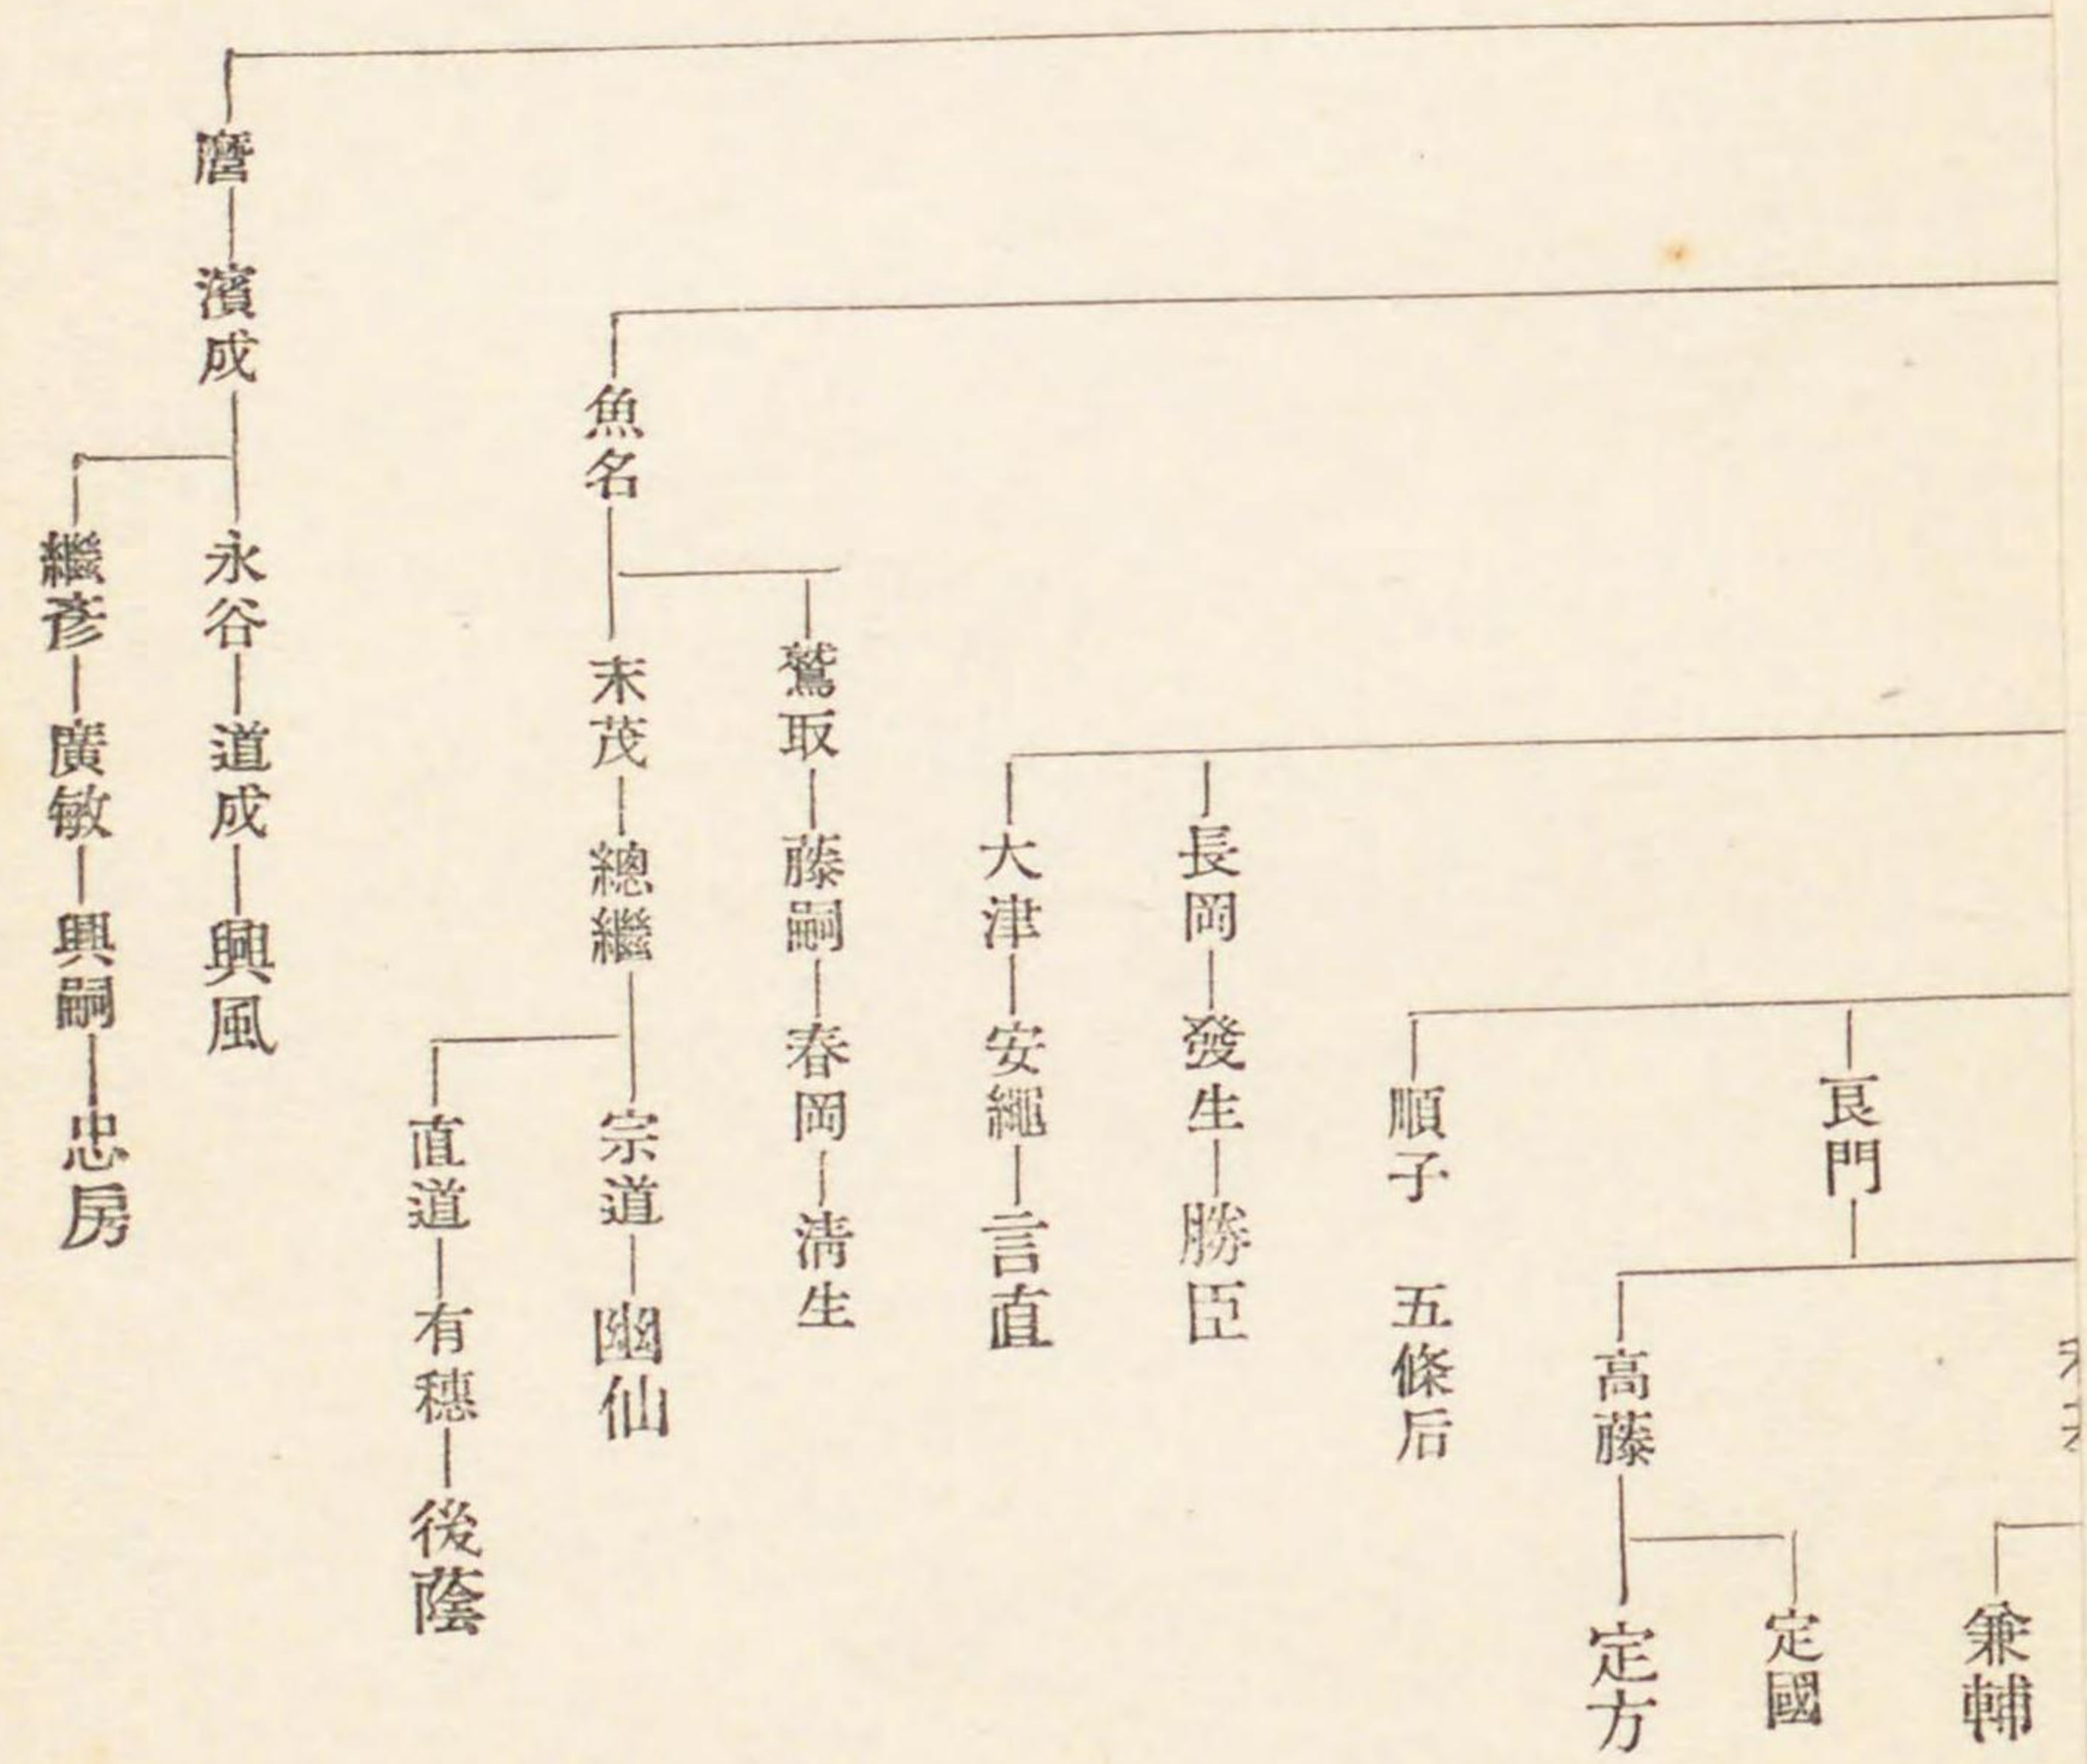 兼輔
定國
良門
高藤
定方
順子 五條后
長岡
發生
勝臣
大津
安繩
言直
鷲取
藤嗣
春岡
淸生
魚名
末茂
總繼
宗道
幽仙
直道
有穗
後蔭
麿
濱成
永谷
道成
興風
繼彥
廣敏
興嗣
忠房